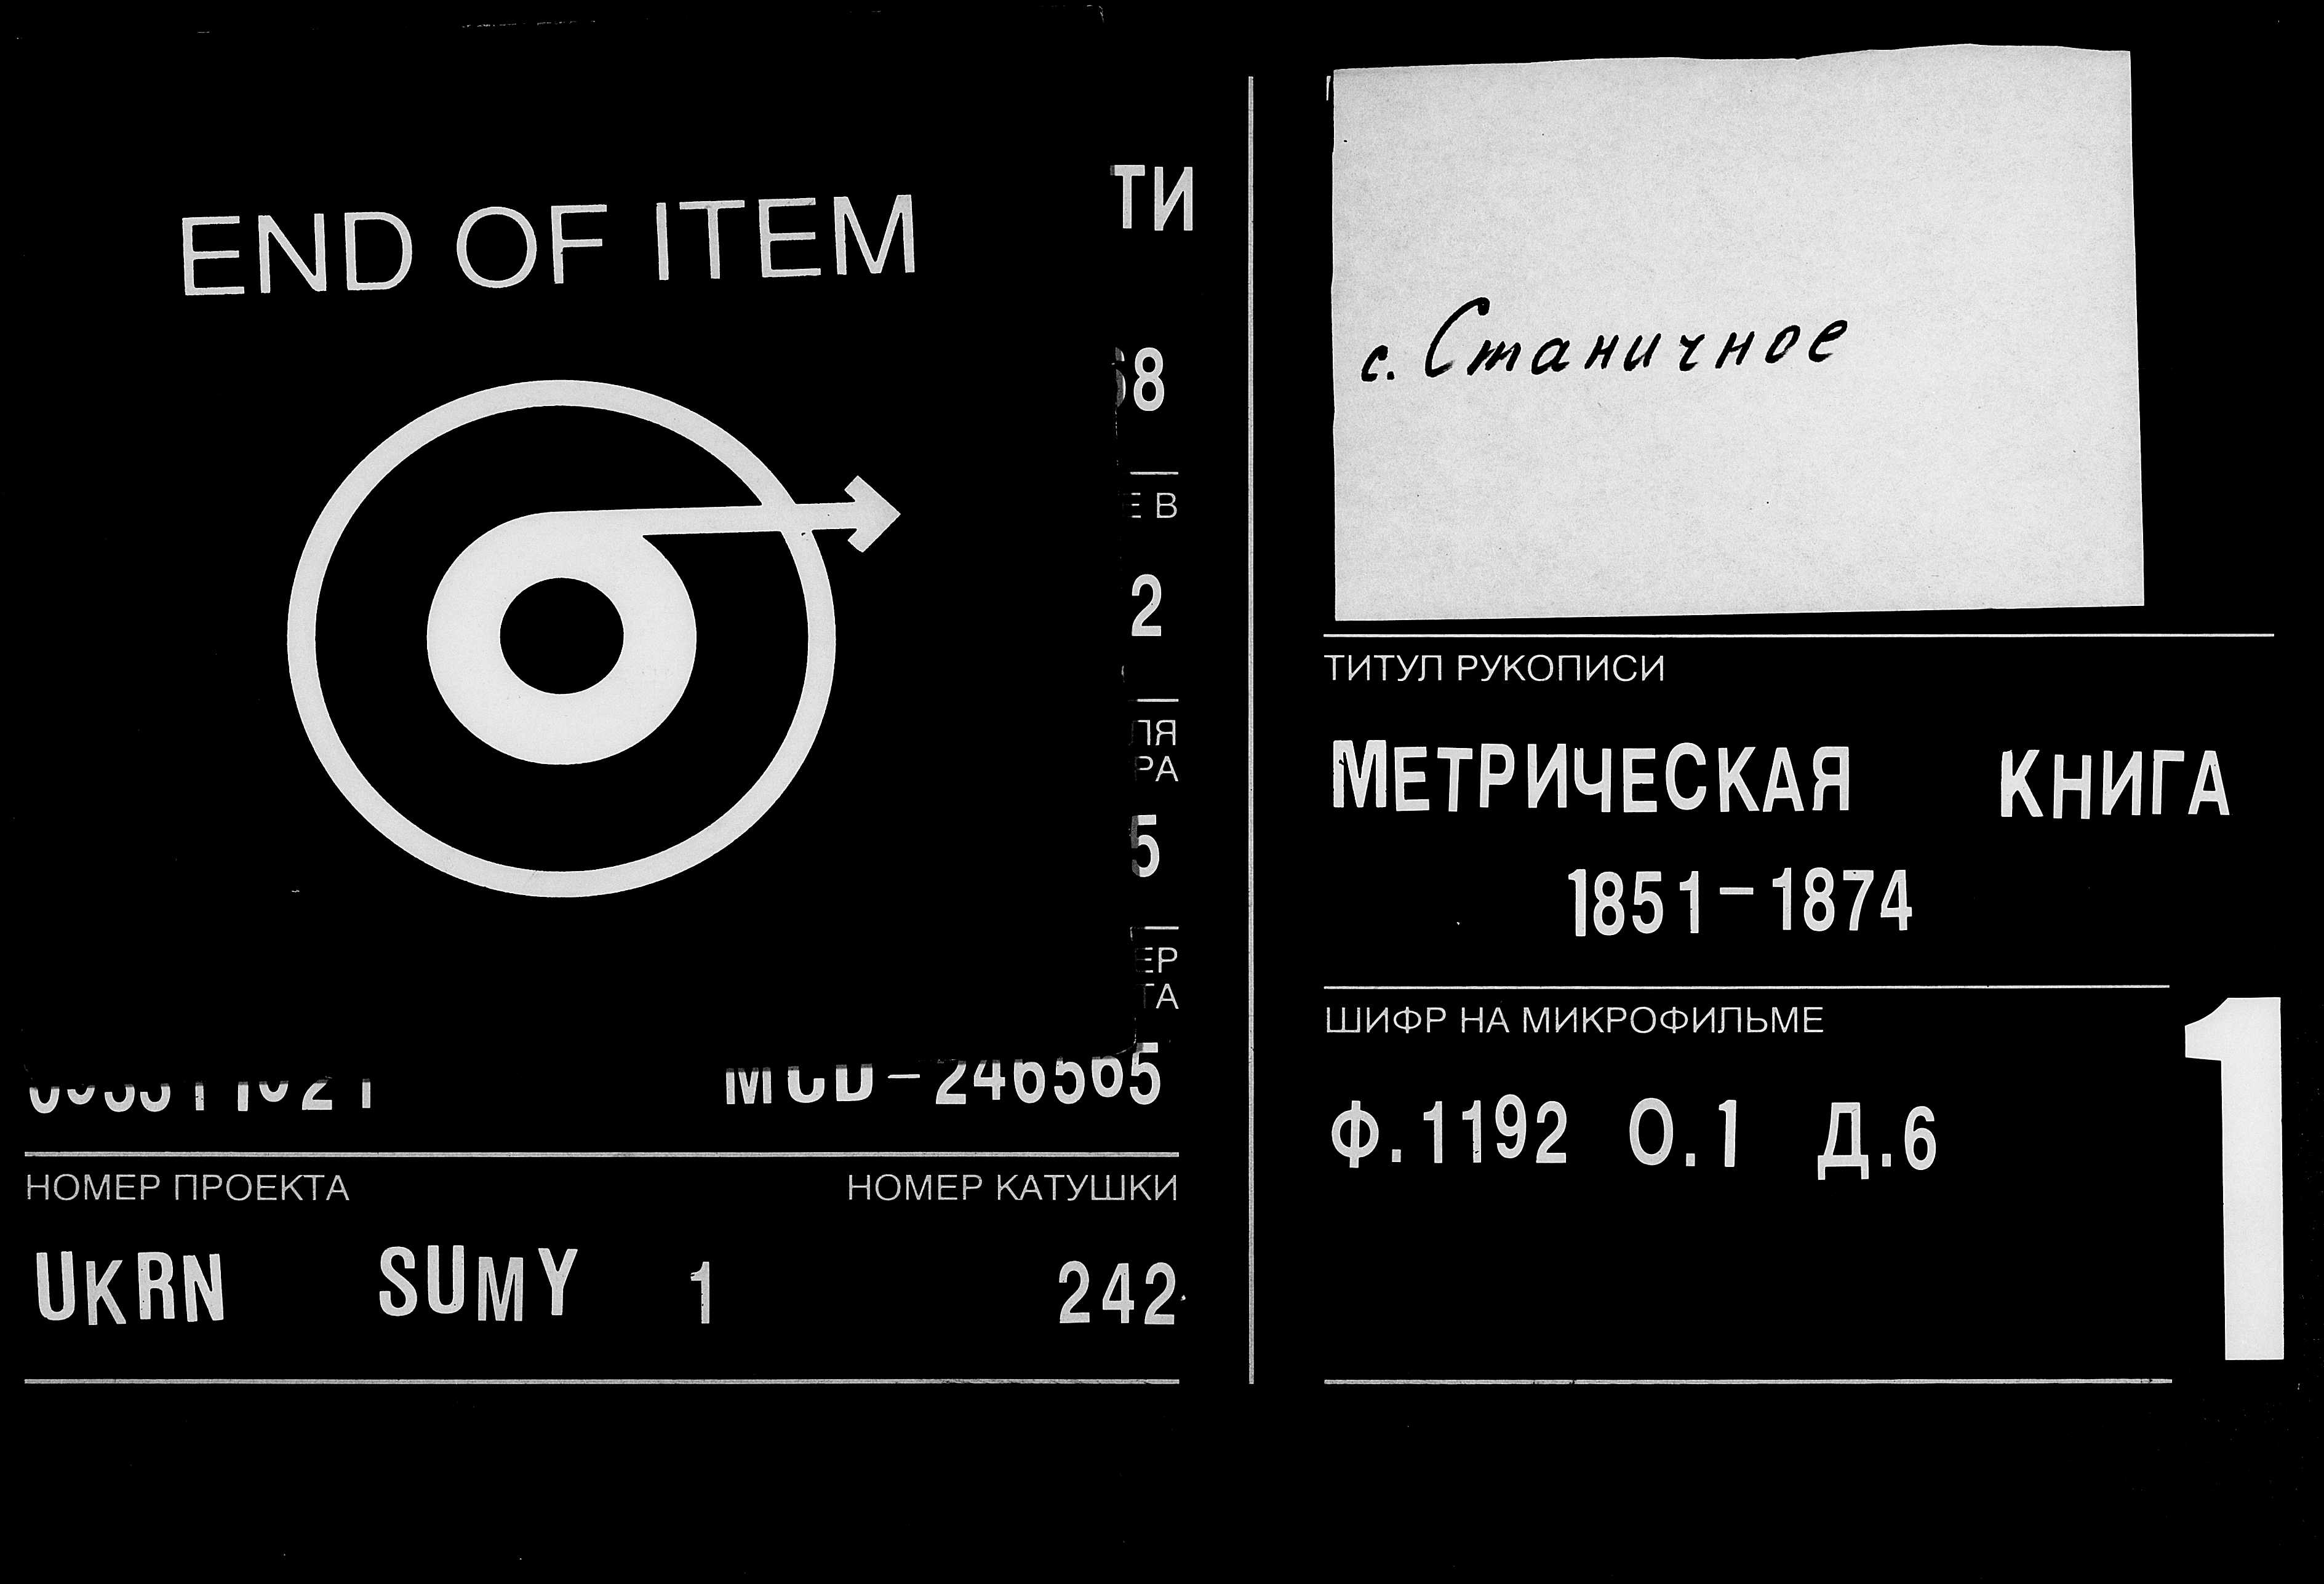 END OF ITEM
ТИ
8
Е В
2
ЛЯ
РА
5
ЕР
ТА
MCD-246565
НОМЕР ПРОЕКТА НОМЕР КАТУШКИ
UKRN SUMY 1 242
с. Станичное
ТИТУЛ РУКОПИСИ
МЕТРИЧЕСКАЯ КНИГА
1851-1874
ШИФР НА МИКРОФИЛЬМЕ
Ф.1192 О.1 Д.6
1